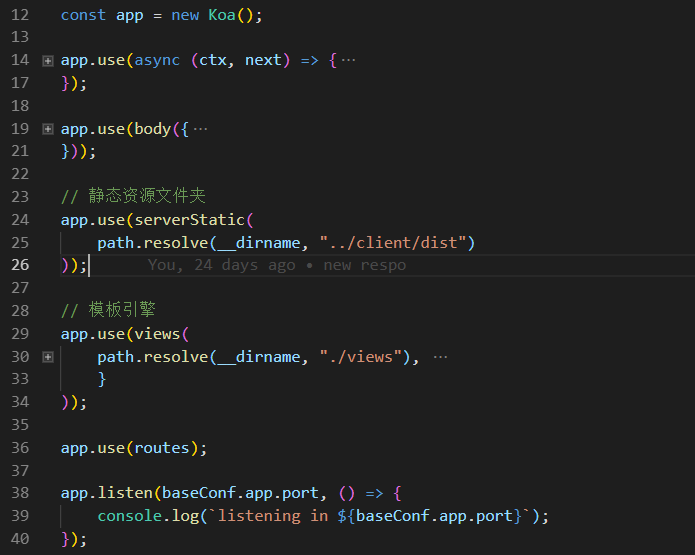 12 const app = new Koa();
13
14 app.use(async (ctx, next) => {···
17 });
18
19 app.use(body({···
21 }));
22
23 // 静态资源文件夹
24 app.use(serverStatic(
25     path.resolve(__dirname, "../client/dist")
26 )); You, 24 days ago • new respo
27
28 // 模板引擎
29 app.use(views(
30     path.resolve(__dirname, "./views"), ···
33     }
34 ));
35
36 app.use(routes);
37
38 app.listen(baseConf.app.port, () => {
39     console.log(`listening in ${baseConf.app.port}`);
40 });